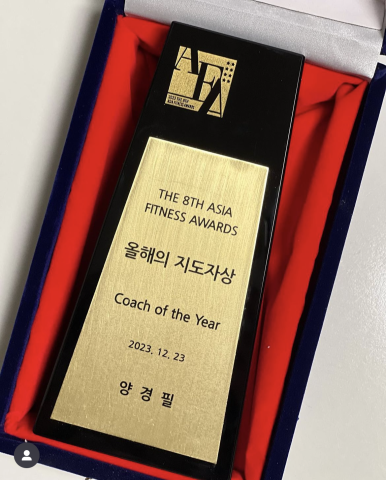 AFA
THE 8TH ASIA
FITNESS AWARDS
올해의 지도자상
Coach of the Year
2023. 12. 23
양 경 필